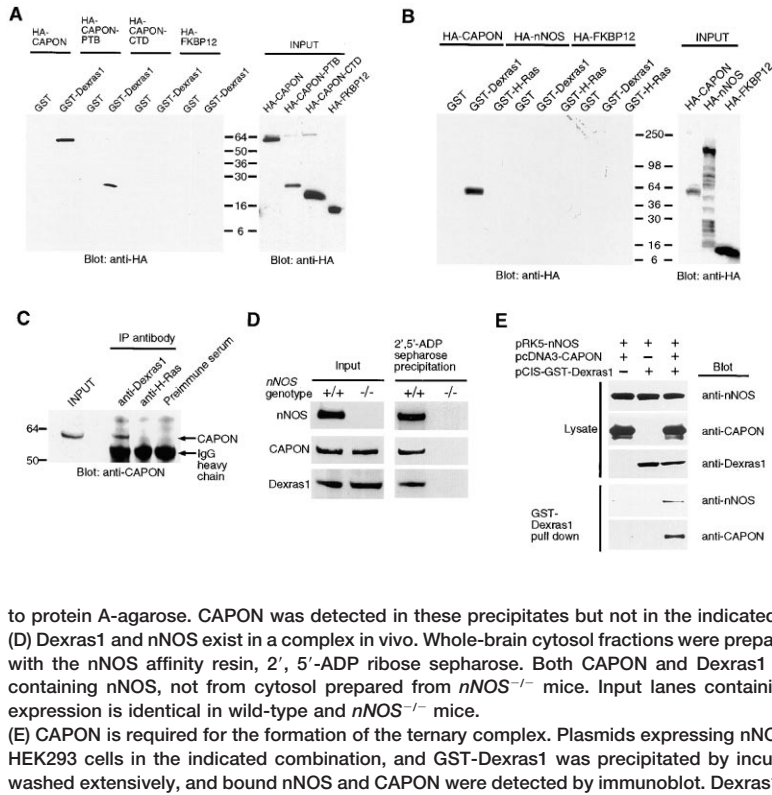 A
HA-CAPON
HA-CAPON-PTB
HA-CAPON-CTD
HA-FKBP12
GST
GST-Dexras1
GST
GST-Dexras1
GST
GST-Dexras1
GST
GST-Dexras1
INPUT
HA-CAPON
HA-CAPON-PTB
HA-CAPON-CTD
HA-FKBP12
64
50
36
30
16
6
Blot: anti-HA
Blot: anti-HA
B
HA-CAPON
HA-nNOS
HA-FKBP12
GST
GST-Dexras1
GST-H-Ras
GST
GST-Dexras1
GST-H-Ras
GST
GST-Dexras1
GST-H-Ras
INPUT
HA-CAPON
HA-nNOS
HA-FKBP12
250
98
64
36
30
16
6
Blot: anti-HA
Blot: anti-HA
C
IP antibody
INPUT
anti-Dexras1
anti-H-Ras
Preimmune serum
64
50
CAPON
IgG heavy chain
Blot: anti-CAPON
D
Input
2',5'-ADP sepharose precipitation
nNOS genotype
+/+ -/- +/+ -/-
nNOS
CAPON
Dexras1
E
pRK5-nNOS + + +
pcDNA3-CAPON + – +
pCIS-GST-Dexras1 – + +
Blot
Lysate
anti-nNOS
anti-CAPON
anti-Dexras1
GST-Dexras1 pull down
anti-nNOS
anti-CAPON
to protein A-agarose. CAPON was detected in these precipitates but not in the indicated
(D) Dexras1 and nNOS exist in a complex in vivo. Whole-brain cytosol fractions were prepa
with the nNOS affinity resin, 2′, 5′-ADP ribose sepharose. Both CAPON and Dexras1
containing nNOS, not from cytosol prepared from nNOS−/− mice. Input lanes containi
expression is identical in wild-type and nNOS−/− mice.
(E) CAPON is required for the formation of the ternary complex. Plasmids expressing nNO
HEK293 cells in the indicated combination, and GST-Dexras1 was precipitated by incu
washed extensively, and bound nNOS and CAPON were detected by immunoblot. Dexras